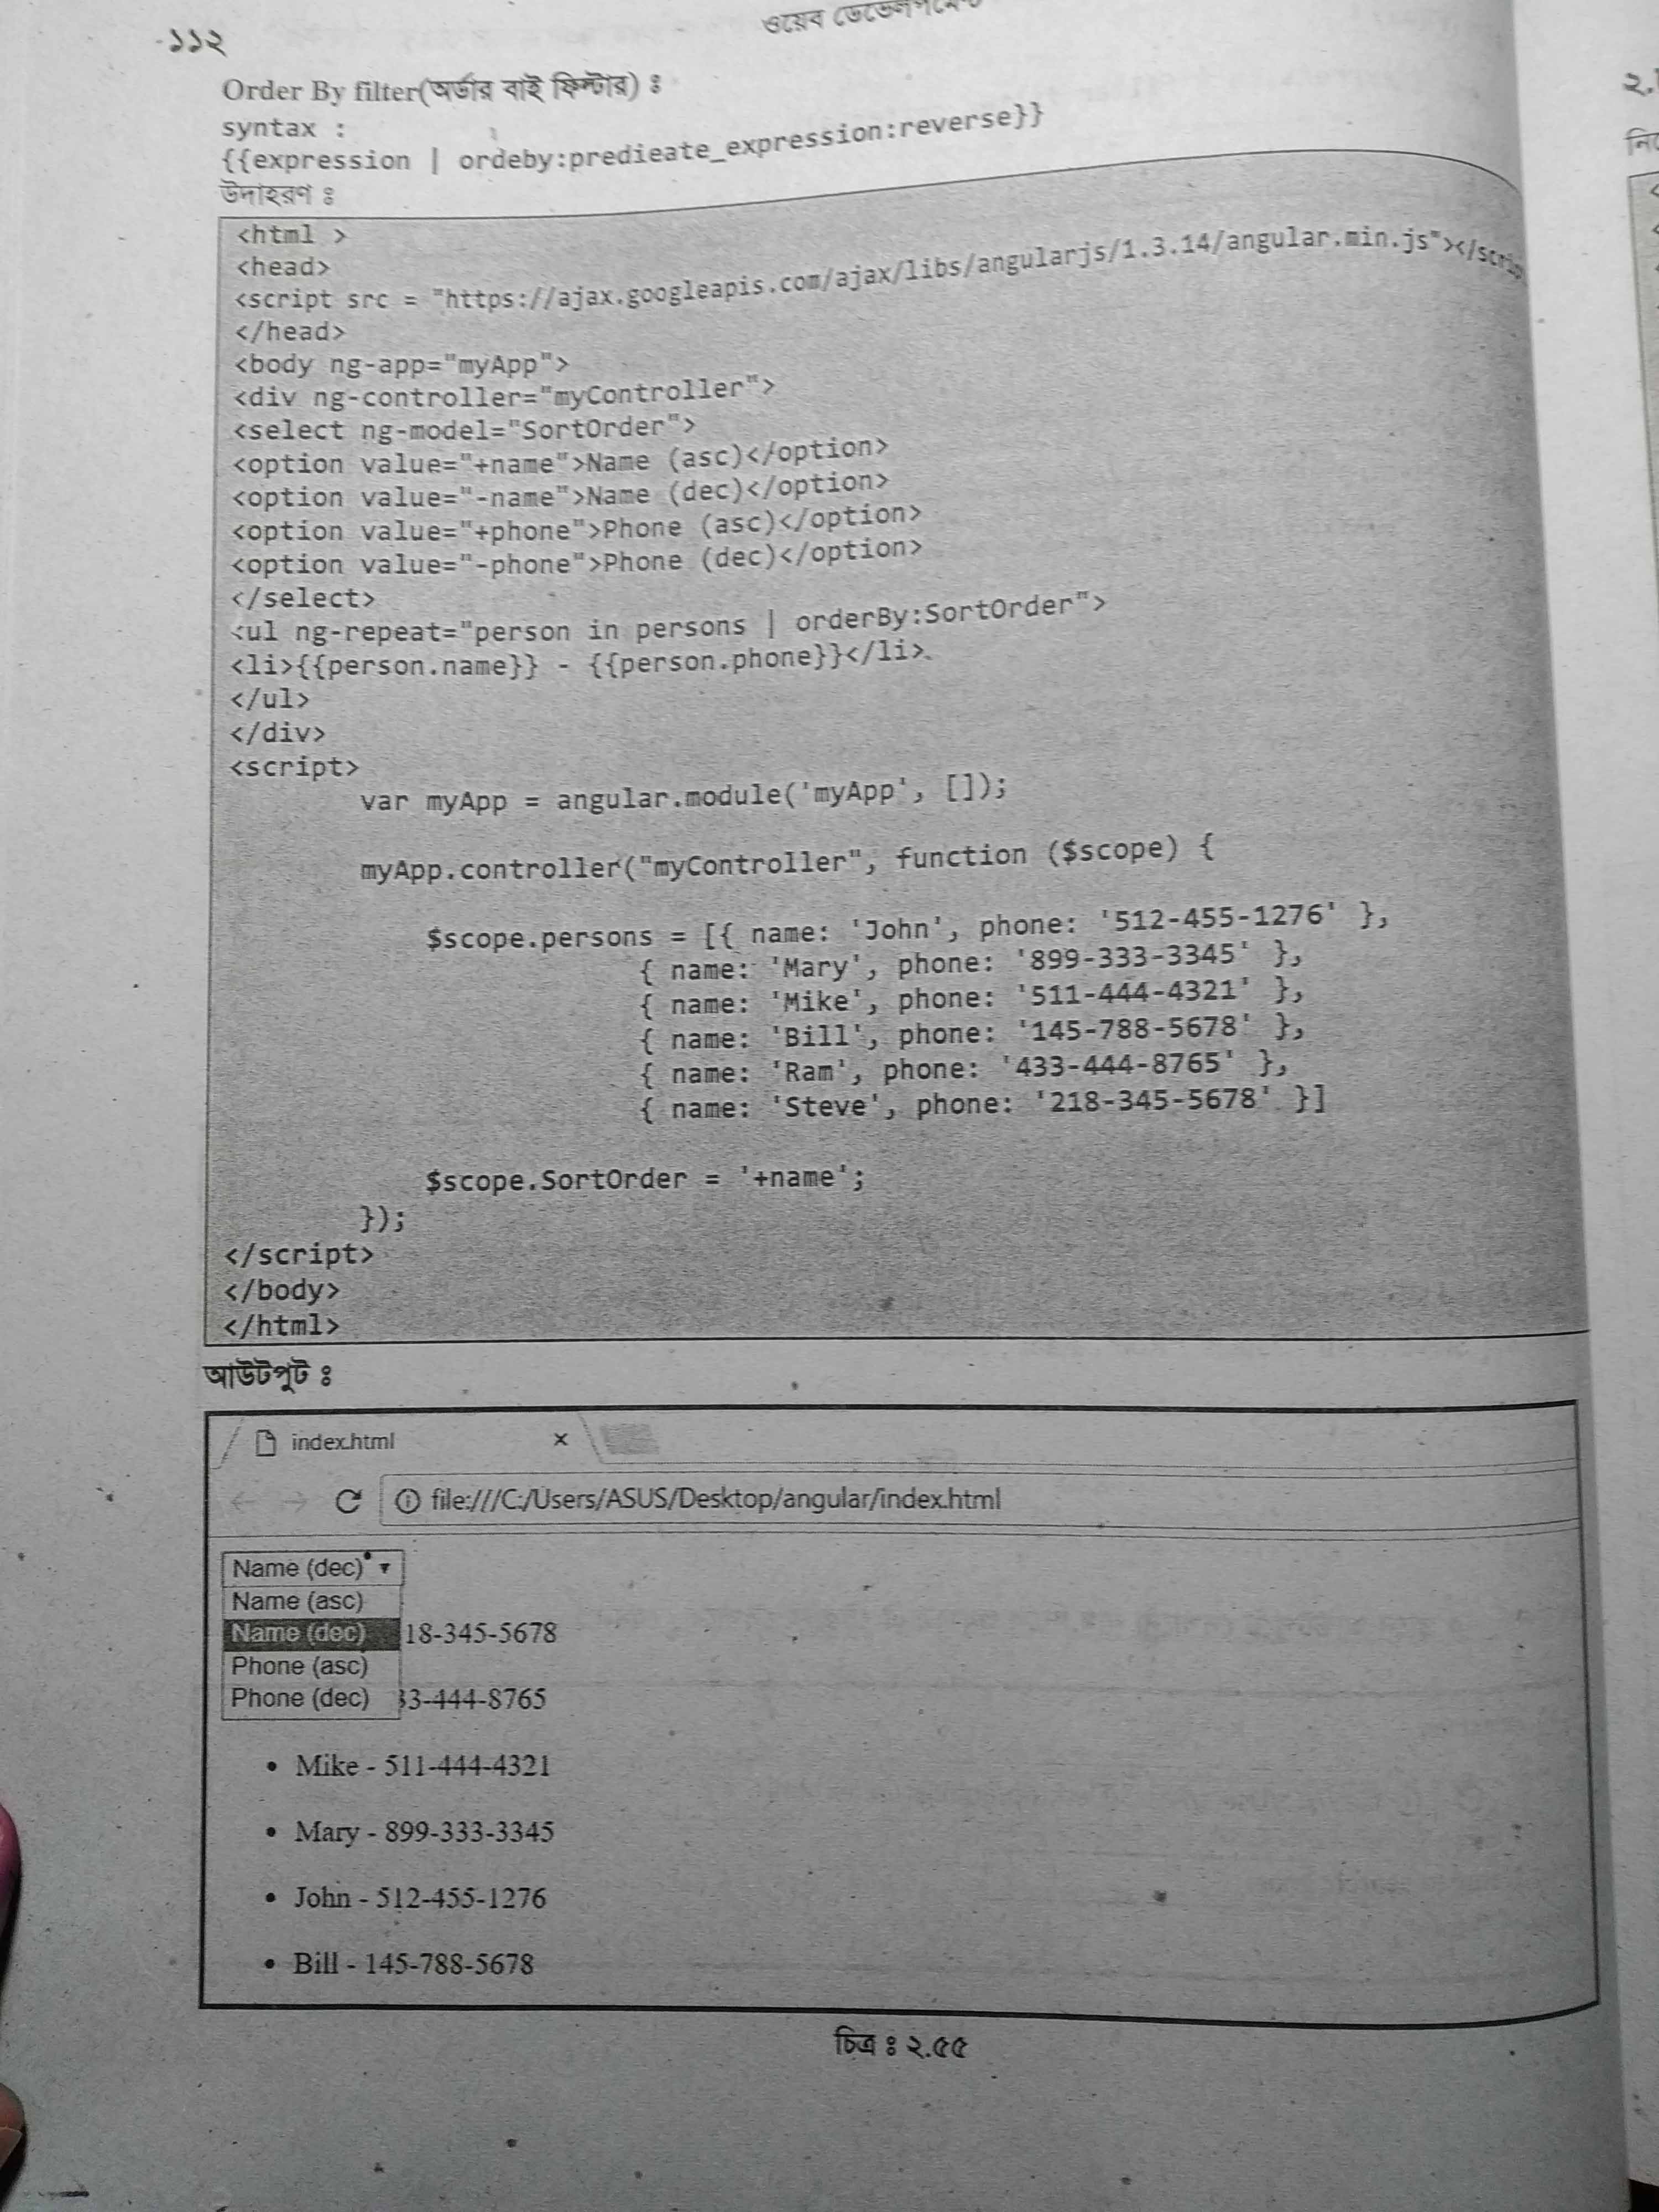 ১১২
ওয়েব ডেভেলপমেন্ট
Order By filter(অর্ডার বাই ফিল্টার) ঃ
syntax :
{{expression | ordeby:predieate_expression:reverse}}
উদাহরণ ঃ
<html >
<head>
<script src = "https://ajax.googleapis.com/ajax/libs/angularjs/1.3.14/angular.min.js"></scrip
</head>
<body ng-app="myApp">
<div ng-controller="myController">
<select ng-model="SortOrder">
<option value="+name">Name (asc)</option>
<option value="-name">Name (dec)</option>
<option value="+phone">Phone (asc)</option>
<option value="-phone">Phone (dec)</option>
</select>
<ul ng-repeat="person in persons | orderBy:SortOrder">
<li>{{person.name}} - {{person.phone}}</li>
</ul>
</div>
<script>
var myApp = angular.module('myApp', []);
myApp.controller("myController", function ($scope) {
$scope.persons = [{ name: 'John', phone: '512-455-1276' },
{ name: 'Mary', phone: '899-333-3345' },
{ name: 'Mike', phone: '511-444-4321' },
{ name: 'Bill', phone: '145-788-5678' },
{ name: 'Ram', phone: '433-444-8765' },
{ name: 'Steve', phone: '218-345-5678' }]
$scope.SortOrder = '+name';
});
</script>
</body>
</html>
আউটপুট ঃ
index.html ×
file:///C:/Users/ASUS/Desktop/angular/index.html
Name (dec)
Name (asc)
Name (dec) 18-345-5678
Phone (asc)
Phone (dec) 33-444-8765
• Mike - 511-444-4321
• Mary - 899-333-3345
• John - 512-455-1276
• Bill - 145-788-5678
চিত্র ঃ ২.৫৫